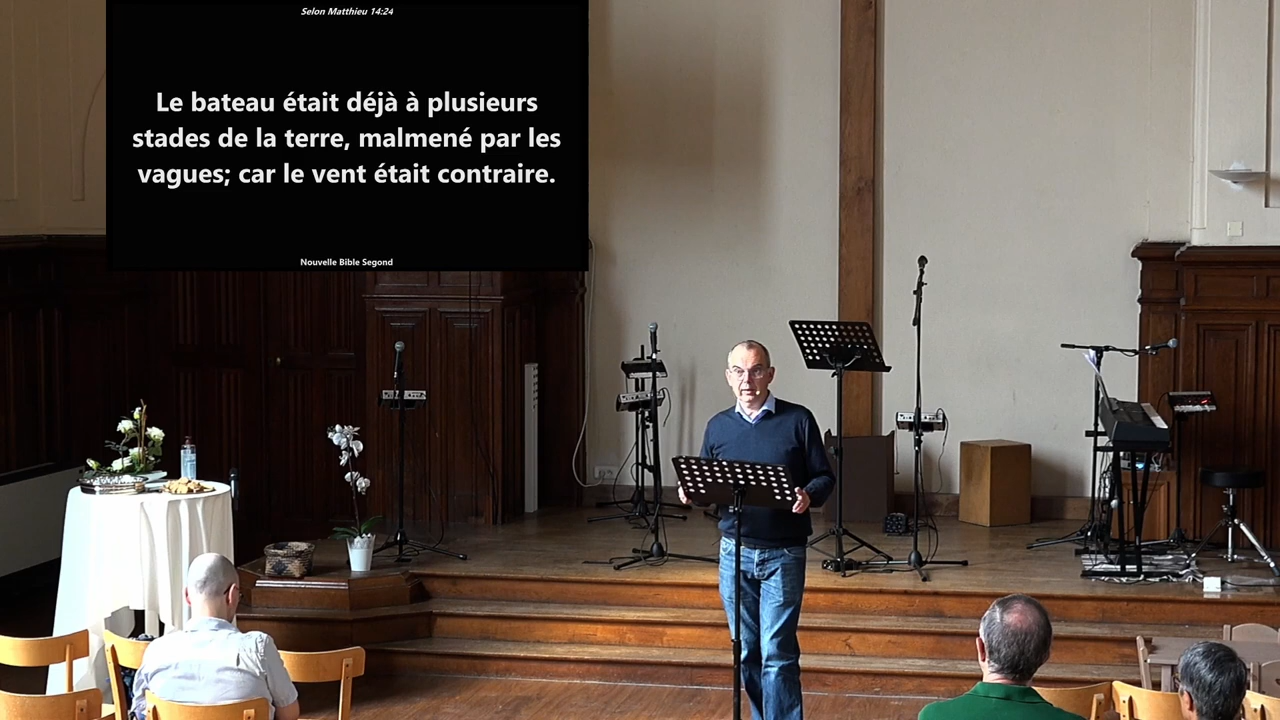 Selon Matthieu 14:24
Le bateau était déjà à plusieurs
stades de la terre, malmené par les
vagues; car le vent était contraire.
Nouvelle Bible Segond